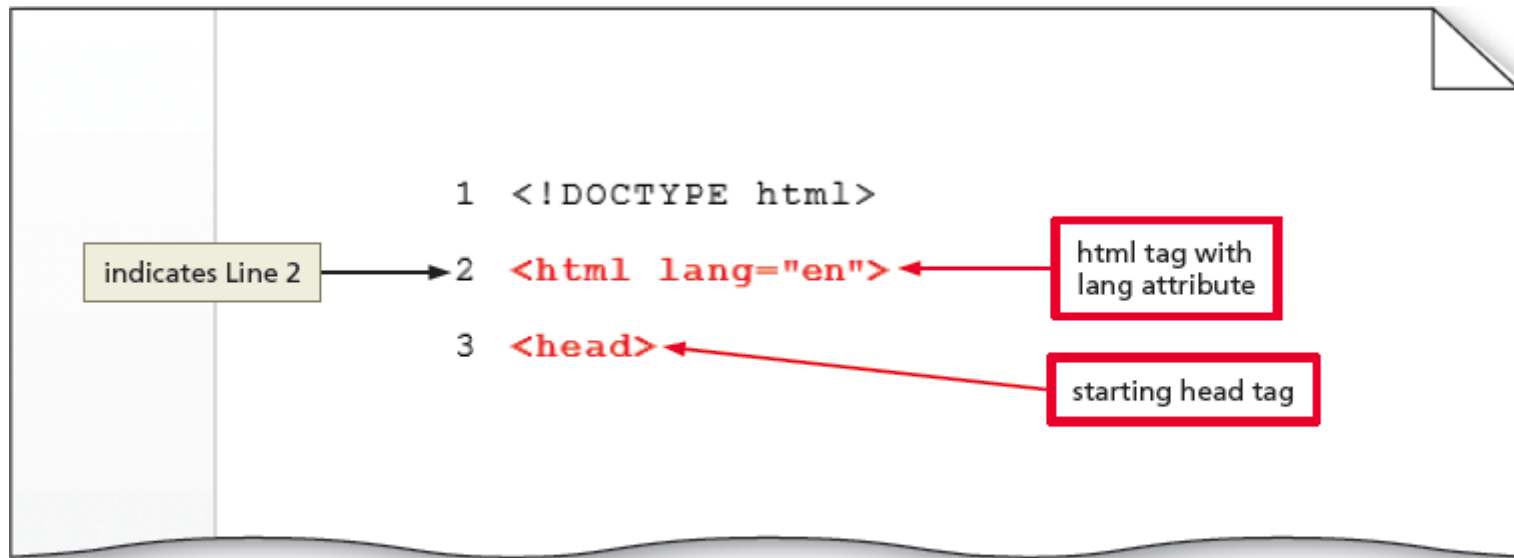 1 <!DOCTYPE html>
indicates Line 2
2 <html lang="en">
html tag with
lang attribute
3 <head>
starting head tag